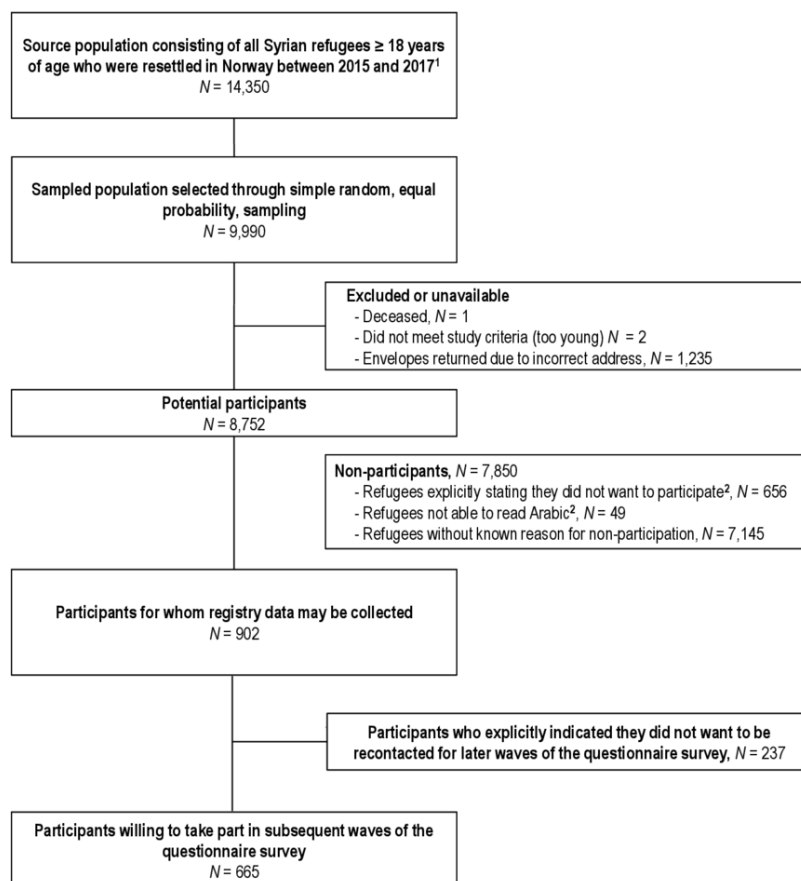 Source population consisting of all Syrian refugees ≥ 18 years
of age who were resettled in Norway between 2015 and 2017¹
N = 14,350
Sampled population selected through simple random, equal
probability, sampling
N = 9,990
Excluded or unavailable
- Deceased, N = 1
- Did not meet study criteria (too young) N = 2
- Envelopes returned due to incorrect address, N = 1,235
Potential participants
N = 8,752
Non-participants, N = 7,850
- Refugees explicitly stating they did not want to participate², N = 656
- Refugees not able to read Arabic², N = 49
- Refugees without known reason for non-participation, N = 7,145
Participants for whom registry data may be collected
N = 902
Participants who explicitly indicated they did not want to be
recontacted for later waves of the questionnaire survey, N = 237
Participants willing to take part in subsequent waves of the
questionnaire survey
N = 665